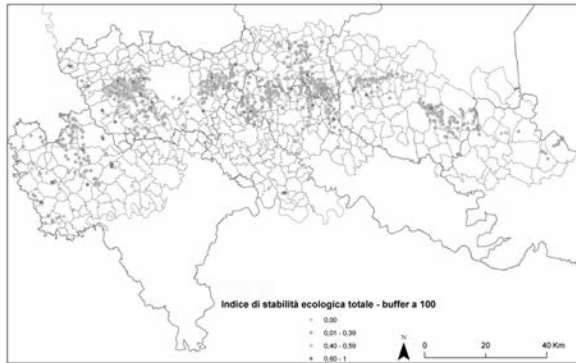 Indice di stabilità ecologica totale - buffer a 100
0,00
0,01 - 0,39
0,40 - 0,59
0,60 - 1
N
0 20 40 Km